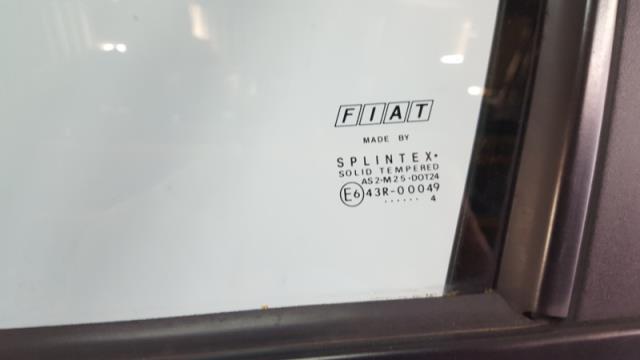 FIAT
MADE BY
SPLINTEX•
SOLID TEMPERED
AS2-M25-DOT24
E6 43R-00049
...... 4